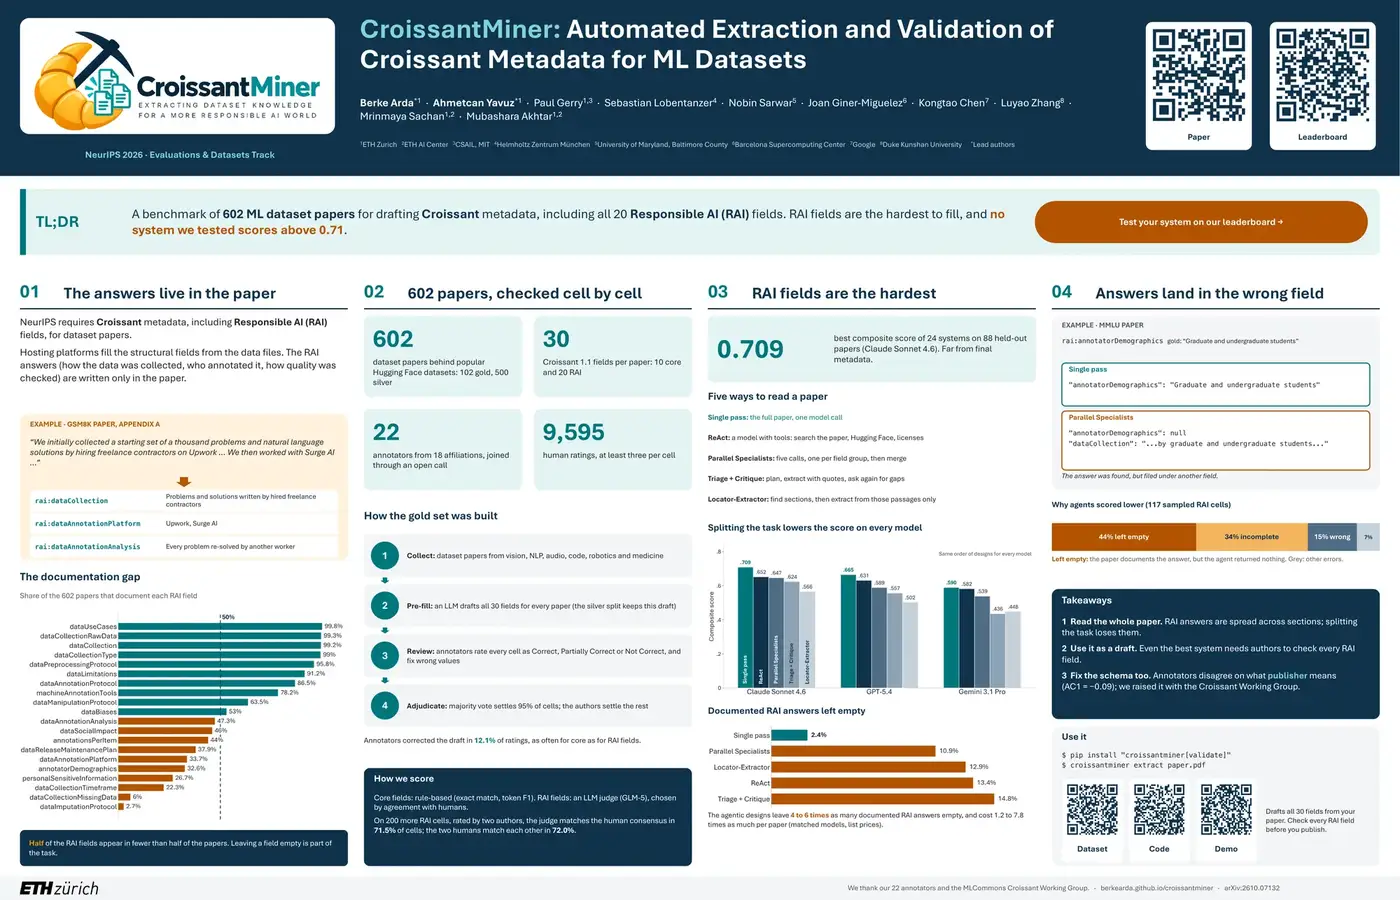 CroissantMiner
EXTRACTING DATASET KNOWLEDGE
FOR A MORE RESPONSIBLE AI WORLD
NeurIPS 2026 · Evaluations & Datasets Track
CroissantMiner: Automated Extraction and Validation of
Croissant Metadata for ML Datasets
Berke Arda*1 · Ahmetcan Yavuz*1 · Paul Gerry1,3 · Sebastian Lobentanzer4 · Nobin Sarwar5 · Joan Giner-Miguelez6 · Kongtao Chen7 · Luyao Zhang8 ·
Mrinmaya Sachan1,2 · Mubashara Akhtar1,2
1ETH Zurich 2ETH AI Center 3CSAIL, MIT 4Helmholtz Zentrum München 5University of Maryland, Baltimore County 6Barcelona Supercomputing Center 7Google 8Duke Kunshan University *Lead authors
Paper
Leaderboard
TL;DR
A benchmark of 602 ML dataset papers for drafting Croissant metadata, including all 20 Responsible AI (RAI) fields. RAI fields are the hardest to fill, and no
system we tested scores above 0.71.
Test your system on our leaderboard →
01 The answers live in the paper
NeurIPS requires Croissant metadata, including Responsible AI (RAI)
fields, for dataset papers.
Hosting platforms fill the structural fields from the data files. The RAI
answers (how the data was collected, who annotated it, how quality was
checked) are written only in the paper.
EXAMPLE · GSM8K PAPER, APPENDIX A
"We initially collected a starting set of a thousand problems and natural language
solutions by hiring freelance contractors on Upwork ... We then worked with Surge AI
..."
rai:dataCollection Problems and solutions written by hired freelance
contractors
rai:dataAnnotationPlatform Upwork, Surge AI
rai:dataAnnotationAnalysis Every problem re-solved by another worker
The documentation gap
Share of the 602 papers that document each RAI field
50%
dataUseCases 99.8%
dataCollectionRawData 99.3%
dataCollection 99.2%
dataCollectionType 99%
dataPreprocessingProtocol 95.8%
dataLimitations 91.2%
dataAnnotationProtocol 86.5%
machineAnnotationTools 78.2%
dataManipulationProtocol 63.5%
dataBiases 53%
dataAnnotationAnalysis 47.3%
dataSocialImpact 46%
annotationsPerItem 44%
dataReleaseMaintenancePlan 37.9%
dataAnnotationPlatform 33.7%
annotatorDemographics 32.6%
personalSensitiveInformation 26.7%
dataCollectionTimeframe 22.3%
dataCollectionMissingData 6%
dataImputationProtocol 2.7%
Half of the RAI fields appear in fewer than half of the papers. Leaving a field empty is part of
the task.
02 602 papers, checked cell by cell
602
dataset papers behind popular
Hugging Face datasets: 102 gold, 500
silver
30
Croissant 1.1 fields per paper: 10 core
and 20 RAI
22
annotators from 18 affiliations, joined
through an open call
9,595
human ratings, at least three per cell
How the gold set was built
1 Collect: dataset papers from vision, NLP, audio, code, robotics and medicine
2 Pre-fill: an LLM drafts all 30 fields for every paper (the silver split keeps this draft)
3 Review: annotators rate every cell as Correct, Partially Correct or Not Correct, and
fix wrong values
4 Adjudicate: majority vote settles 95% of cells; the authors settle the rest
Annotators corrected the draft in 12.1% of ratings, as often for core as for RAI fields.
How we score
Core fields: rule-based (exact match, token F1). RAI fields: an LLM judge (GLM-5), chosen
by agreement with humans.
On 200 more RAI cells, rated by two authors, the judge matches the human consensus in
71.5% of cells; the two humans match each other in 72.0%.
03 RAI fields are the hardest
0.709
best composite score of 24 systems on 88 held-out
papers (Claude Sonnet 4.6). Far from final
metadata.
Five ways to read a paper
Single pass: the full paper, one model call
ReAct: a model with tools: search the paper, Hugging Face, licenses
Parallel Specialists: five calls, one per field group, then merge
Triage + Critique: plan, extract with quotes, ask again for gaps
Locator-Extractor: find sections, then extract from those passages only
Splitting the task lowers the score on every model
Same order of designs for every model
Composite score
.8
.6
.4
.2
0
.709 .652 .647 .624 .566
.665 .631 .589 .557 .502
.590 .582 .539 .436 .448
Single pass
ReAct
Parallel Specialists
Triage + Critique
Locator-Extractor
Claude Sonnet 4.6 GPT-5.4 Gemini 3.1 Pro
Documented RAI answers left empty
Single pass 2.4%
Parallel Specialists 10.9%
Locator-Extractor 12.9%
ReAct 13.4%
Triage + Critique 14.8%
The agentic designs leave 4 to 6 times as many documented RAI answers empty, and cost 1.2 to 7.8
times as much per paper (matched models, list prices).
04 Answers land in the wrong field
EXAMPLE · MMLU PAPER
rai:annotatorDemographics gold: "Graduate and undergraduate students"
Single pass
"annotatorDemographics": "Graduate and undergraduate students"
Parallel Specialists
"annotatorDemographics": null
"dataCollection": "...by graduate and undergraduate students..."
The answer was found, but filed under another field.
Why agents scored lower (117 sampled RAI cells)
44% left empty 34% incomplete 15% wrong 7%
Left empty: the paper documents the answer, but the agent returned nothing. Grey: other errors.
Takeaways
1 Read the whole paper. RAI answers are spread across sections; splitting
the task loses them.
2 Use it as a draft. Even the best system needs authors to check every RAI
field.
3 Fix the schema too. Annotators disagree on what publisher means
(AC1 = −0.09); we raised it with the Croissant Working Group.
Use it
$ pip install "croissantminer[validate]"
$ croissantminer extract paper.pdf
Dataset
Code
Demo
Drafts all 30 fields from your
paper. Check every RAI field
before you publish.
ETH zürich
We thank our 22 annotators and the MLCommons Croissant Working Group. · berkearda.github.io/croissantminer · arXiv:2610.07132